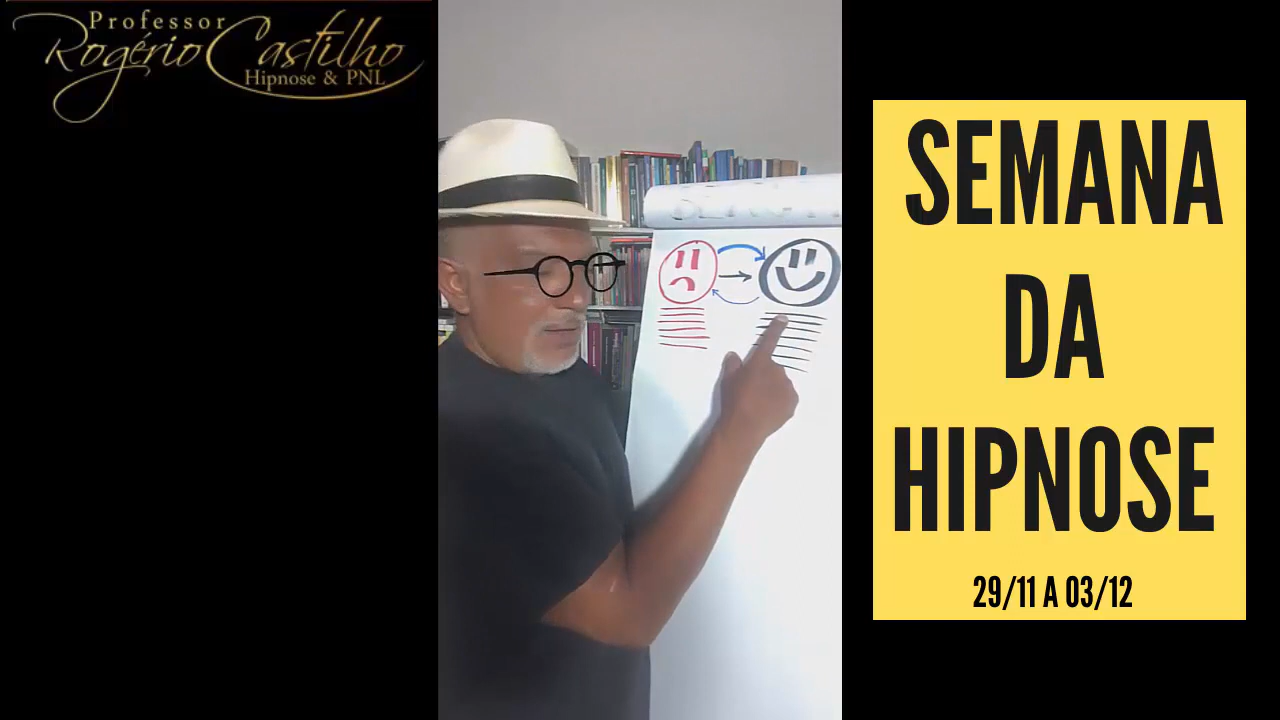 Professor
Rogério Castilho
Hipnose & PNL
SEMANA
DA
HIPNOSE
29/11 A 03/12